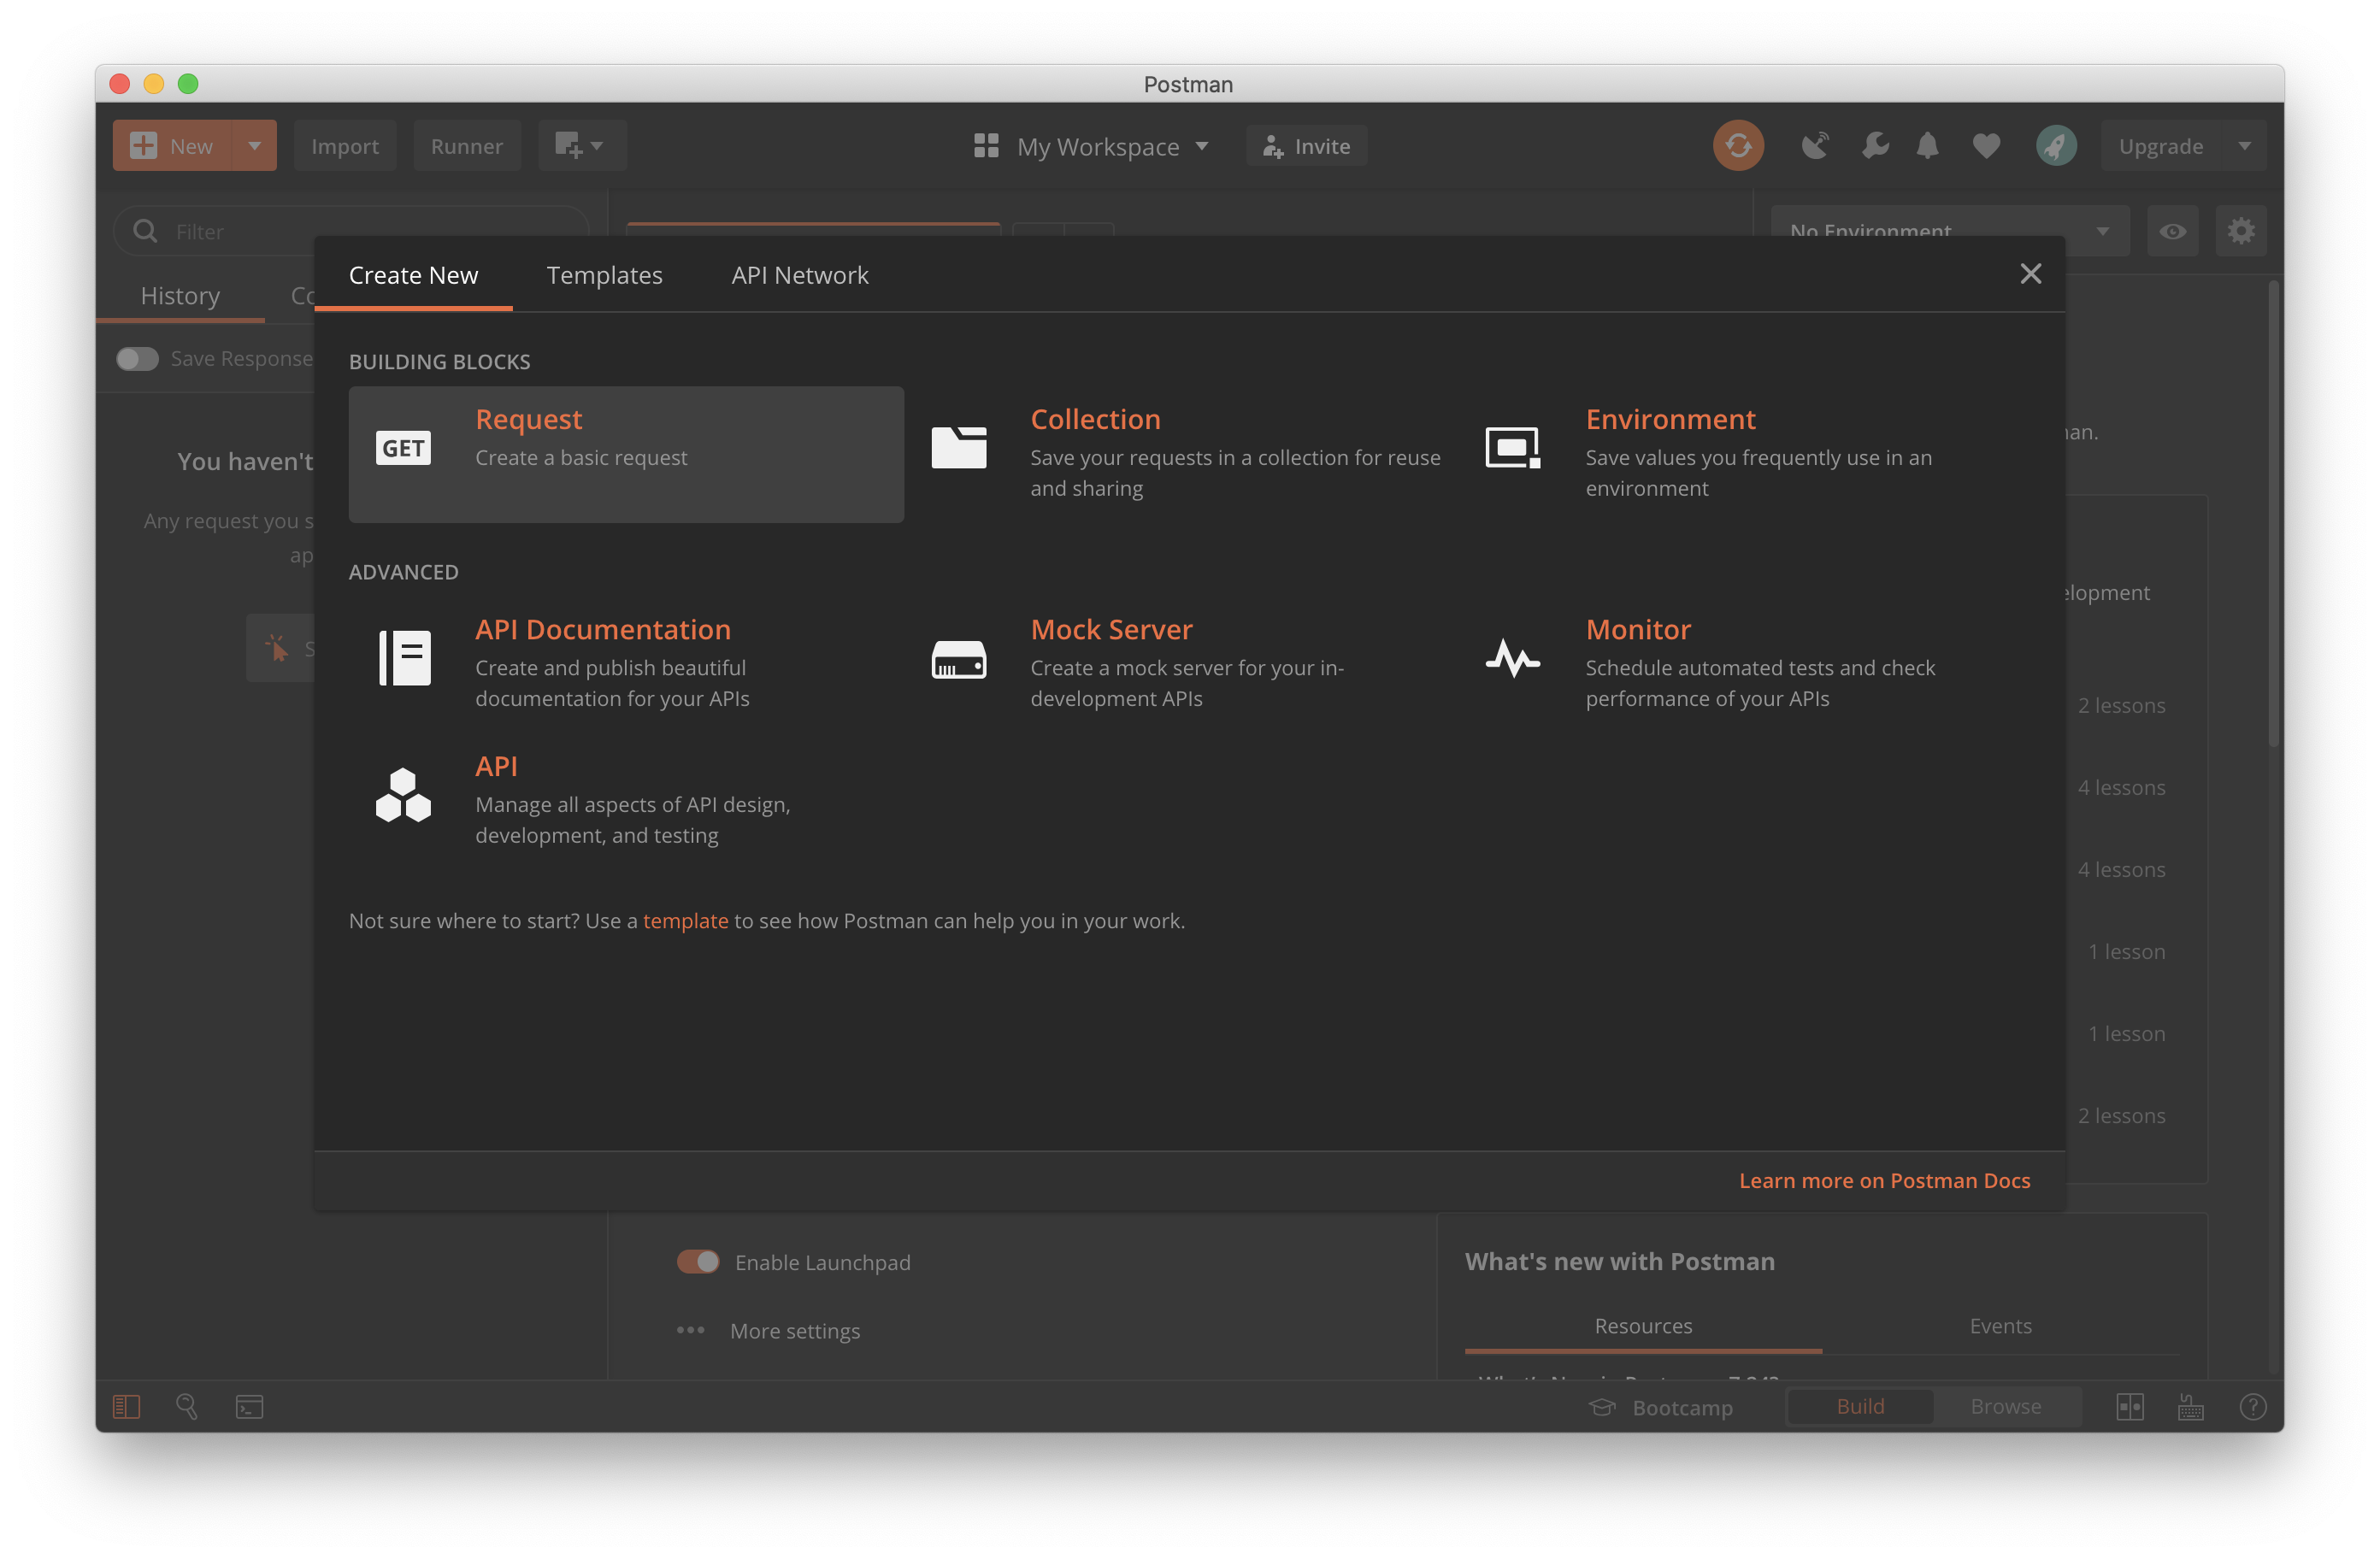 Postman
New
Import
Runner
My Workspace
Invite
Upgrade
Filter
No Environment
Create New
Templates
API Network
History
Save Response
BUILDING BLOCKS
GET
Request
Create a basic request
Collection
Save your requests in a collection for reuse
and sharing
Environment
Save values you frequently use in an
environment
You haven't
Any request you
ADVANCED
API Documentation
Create and publish beautiful
documentation for your APIs
Mock Server
Create a mock server for your in-
development APIs
Monitor
Schedule automated tests and check
performance of your APIs
2 lessons
API
Manage all aspects of API design,
development, and testing
4 lessons
4 lessons
Not sure where to start? Use a template to see how Postman can help you in your work.
1 lesson
1 lesson
2 lessons
Learn more on Postman Docs
Enable Launchpad
More settings
What's new with Postman
Resources
Events
Bootcamp
Build
Browse